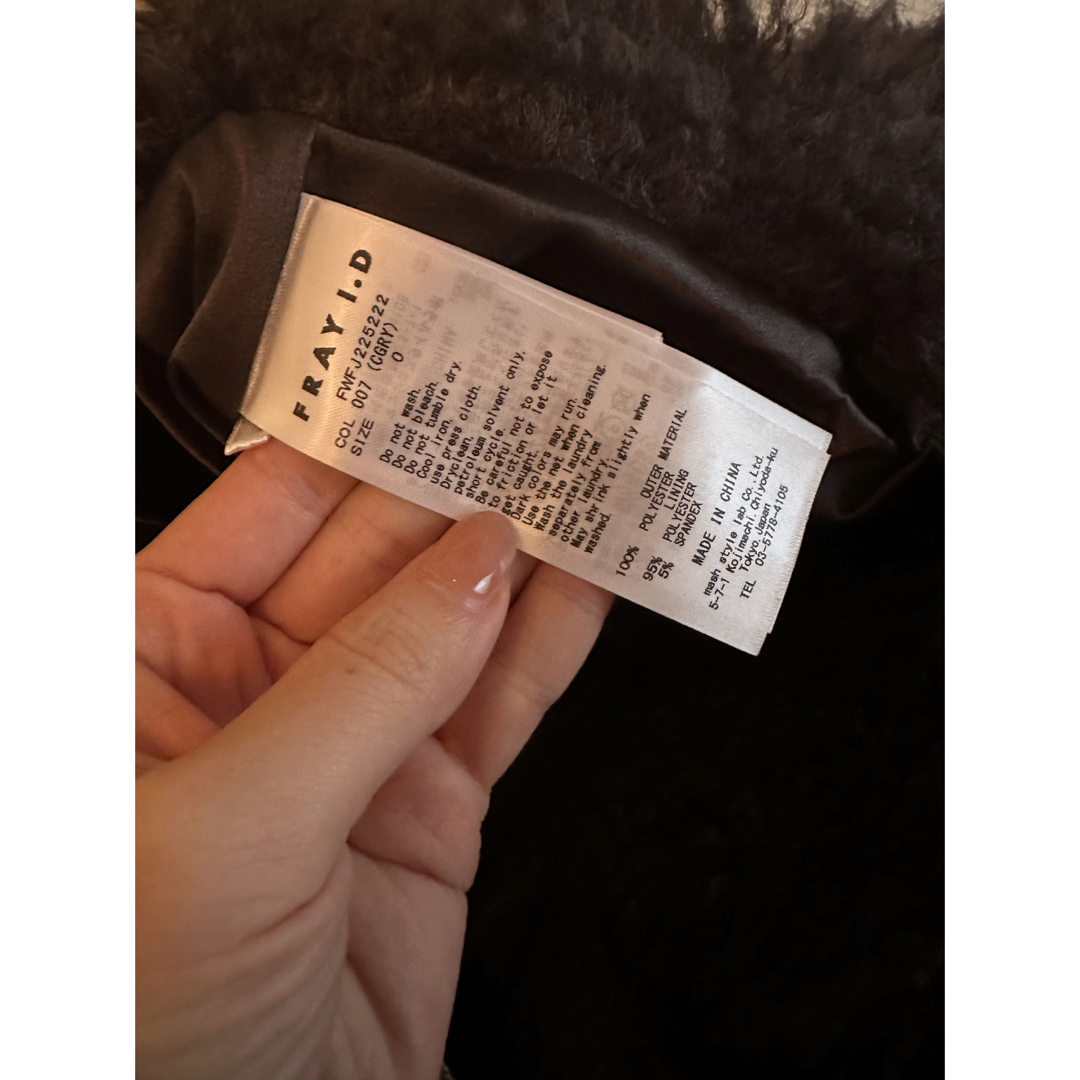 FRAY I.D
FWFJ225222
COL 007 (CGRY)
SIZE 0
Do not wash.
Do not bleach.
Do not tumble dry.
Cool iron.
use press cloth.
Dryclean.
petroleum solvent only.
short cycle.
Be careful not to expose
to friction or let it
get caught.
Dark colors may run.
Use the net when cleaning.
Wash the laundry
separately from
other laundry
May shrink slightly when
washed.
OUTER MATERIAL
100% POLYESTER
LINING
95% POLYESTER
5% SPANDEX
MADE IN CHINA
mash style lab Co., Ltd.
5-7-1 Kojimachi, Chiyoda-ku
Tokyo, Japan
TEL 03-5778-4105